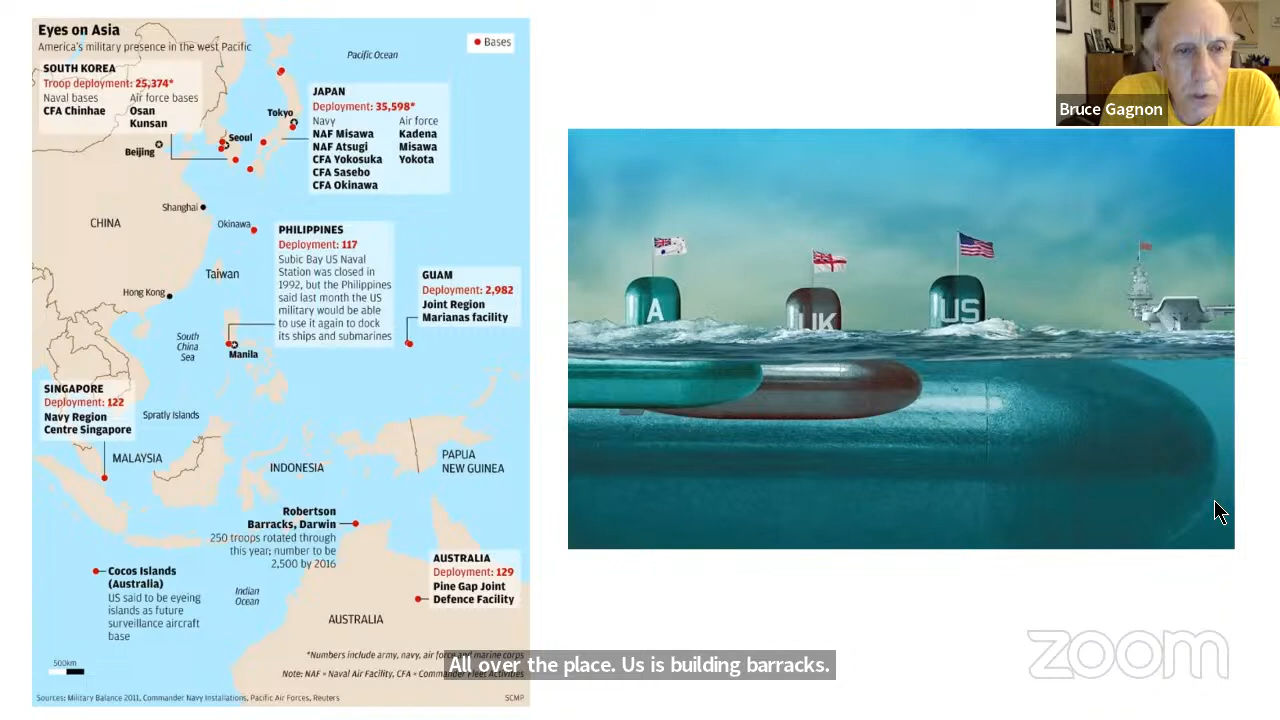 Eyes on Asia
America's military presence in the west Pacific
Pacific Ocean
Bases
SOUTH KOREA
Troop deployment: 25,374*
Naval bases
CFA Chinhae
Air force bases
Osan
Kunsan
JAPAN
Deployment: 35,598*
Navy
NAF Misawa
NAF Atsugi
CFA Yokosuka
CFA Sasebo
CFA Okinawa
Air force
Kadena
Misawa
Yokota
Tokyo
Seoul
Beijing
Shanghai
CHINA
Okinawa
Taiwan
Hong Kong
PHILIPPINES
Deployment: 117
Subic Bay US Naval
Station was closed in
1992, but the Philippines
said last month the US
military would be able
to use it again to dock
its ships and submarines
GUAM
Deployment: 2,982
Joint Region
Marianas facility
South
China
Sea
Manila
SINGAPORE
Deployment: 122
Navy Region
Centre Singapore
Spratly Islands
MALAYSIA
INDONESIA
PAPUA
NEW GUINEA
Robertson
Barracks, Darwin
250 troops rotated through
this year; number to be
2,500 by 2016
Cocos Islands
(Australia)
US said to be eyeing
islands as future
surveillance aircraft
base
Indian
Ocean
AUSTRALIA
Deployment: 129
Pine Gap Joint
Defence Facility
AUSTRALIA
500km
*Numbers include army, navy, air force and marine corps
Note: NAF = Naval Air Facility, CFA = Commander Fleet Activities
Sources: Military Balance 2011, Commander Navy Installations, Pacific Air Forces, Reuters
SCMP
A
UK
US
Bruce Gagnon
All over the place. Us is building barracks.
zoom